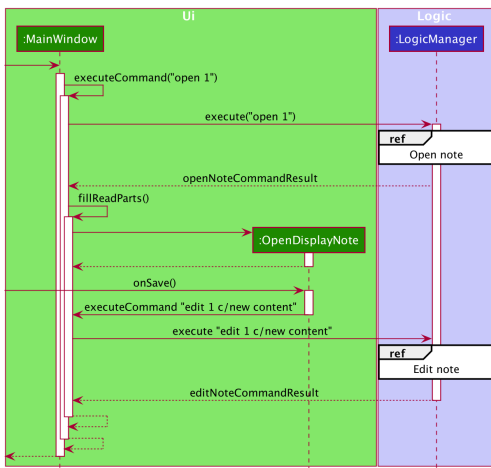 Ui
Logic
:MainWindow
:LogicManager
executeCommand("open 1")
execute("open 1")
ref
Open note
openNoteCommandResult
fillReadParts()
:OpenDisplayNote
onSave()
executeCommand "edit 1 c/new content"
execute "edit 1 c/new content"
ref
Edit note
editNoteCommandResult